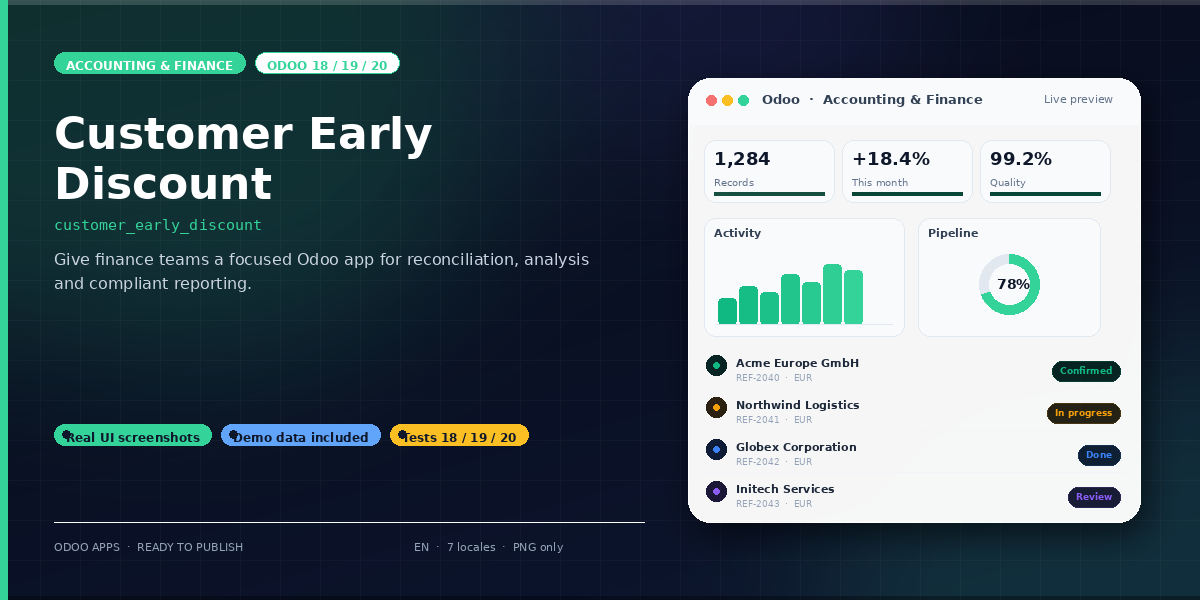 ACCOUNTING & FINANCE
ODOO 18 / 19 / 20
Customer Early
Discount
customer_early_discount
Give finance teams a focused Odoo app for reconciliation, analysis
and compliant reporting.
Real UI screenshots
Demo data included
Tests 18 / 19 / 20
ODOO APPS · READY TO PUBLISH
EN · 7 locales · PNG only
Odoo · Accounting & Finance
Live preview
1,284
Records
+18.4%
This month
99.2%
Quality
Activity
Pipeline
78%
Acme Europe GmbH
REF-2040 · EUR
Confirmed
Northwind Logistics
REF-2041 · EUR
In progress
Globex Corporation
REF-2042 · EUR
Done
Initech Services
REF-2043 · EUR
Review